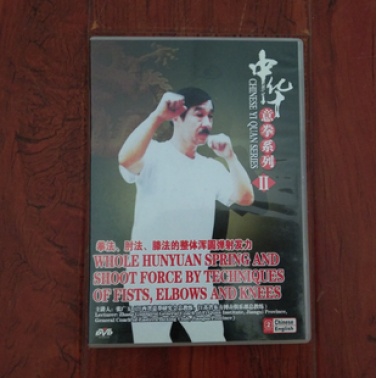 中华
意拳系列
CHINESE YI QUAN SERIES
II
拳法、肘法、膝法的整体浑圆弹射发力
WHOLE HUNYUAN SPRING AND
SHOOT FORCE BY TECHNIQUES
OF FISTS, ELBOWS AND KNEES
Chinese
English